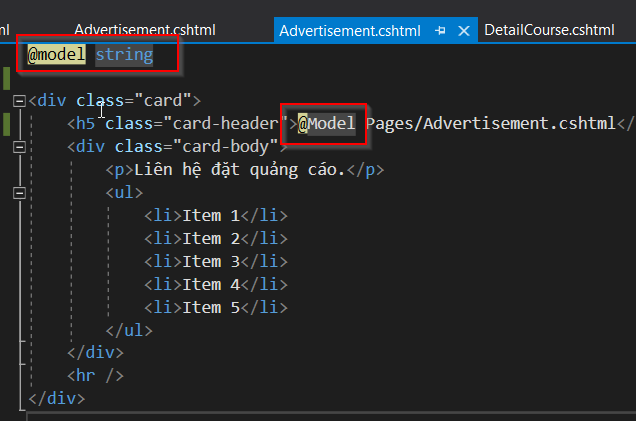 ml Advertisement.cshtml Advertisement.cshtml DetailCourse.cshtml
@model string
<div class="card">
<h5 class="card-header">@Model Pages/Advertisement.cshtml</
<div class="card-body">
<p>Liên hệ đặt quảng cáo.</p>
<ul>
<li>Item 1</li>
<li>Item 2</li>
<li>Item 3</li>
<li>Item 4</li>
<li>Item 5</li>
</ul>
</div>
<hr />
</div>